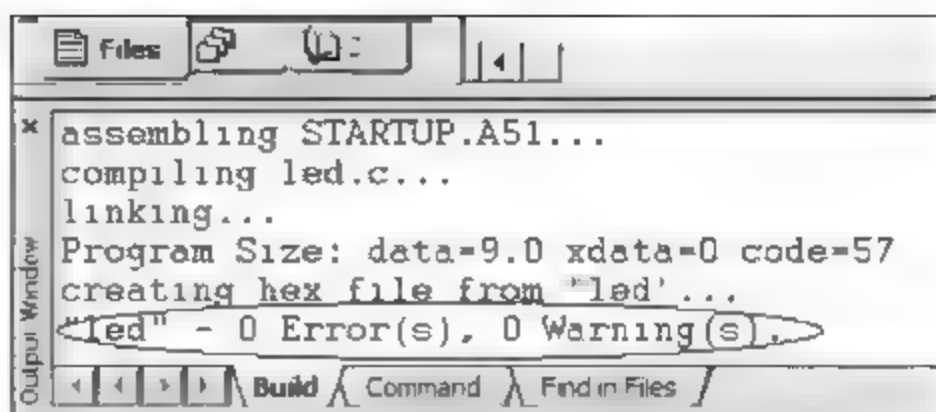 Files
assembling STARTUP.A51...
compiling led.c...
linking...
Program Size: data=9.0 xdata=0 code=57
creating hex file from "led"...
"led" - 0 Error(s), 0 Warning(s).
Output Window
Build Command Find in Files